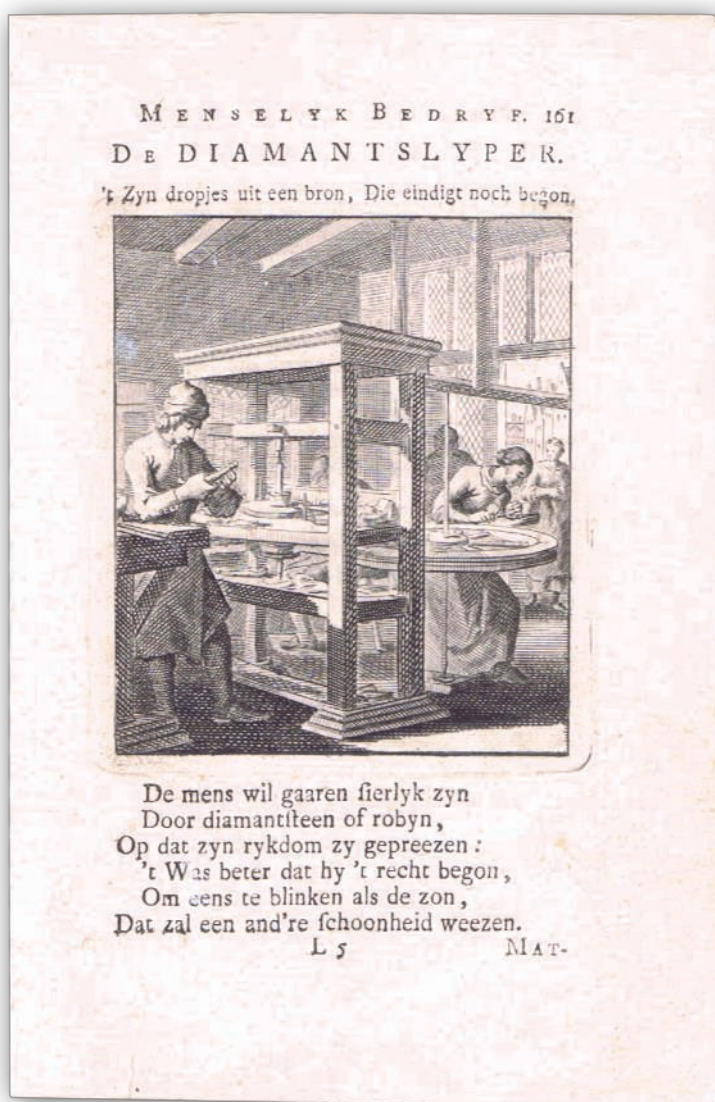 MENSELYK BEDRYF. 161
DE DIAMANTSLYPER.
't Zyn dropjes uit een bron, Die eindigt noch begon.
De mens wil gaaren ſierlyk zyn
Door diamantſteen of robyn,
Op dat zyn rykdom zy gepreezen:
't Was beter dat hy 't recht begon,
Om eens te blinken als de zon,
Dat zal een and're ſchoonheid weezen.
L 5 MAT-